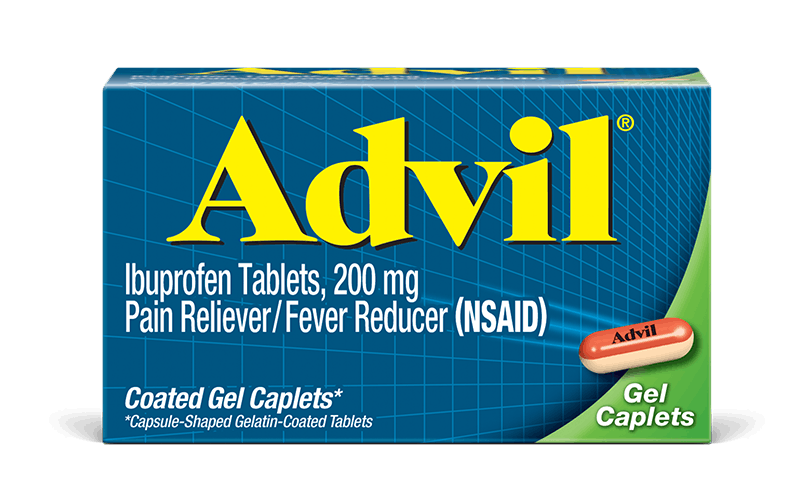 Advil®
Ibuprofen Tablets, 200 mg
Pain Reliever/Fever Reducer (NSAID)
Advil
Coated Gel Caplets*
*Capsule-Shaped Gelatin-Coated Tablets
Gel
Caplets